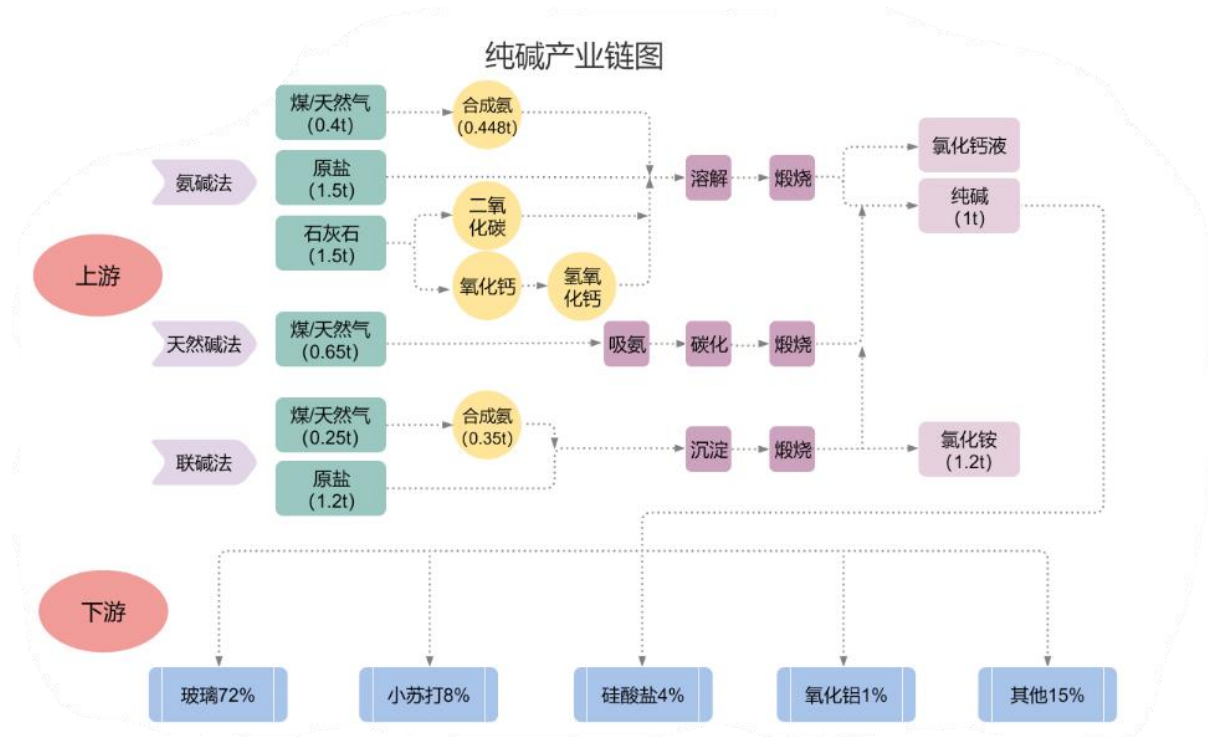 纯碱产业链图
煤/天然气
(0.4t)
合成氨
(0.448t)
氨碱法
原盐
(1.5t)
溶解
煅烧
氯化钙液
纯碱
(1t)
石灰石
(1.5t)
二氧
化碳
氧化钙
氢氧
化钙
上游
天然碱法
煤/天然气
(0.65t)
吸氨
碳化
煅烧
联碱法
煤/天然气
(0.25t)
合成氨
(0.35t)
原盐
(1.2t)
沉淀
煅烧
氯化铵
(1.2t)
下游
玻璃72%
小苏打8%
硅酸盐4%
氧化铝1%
其他15%